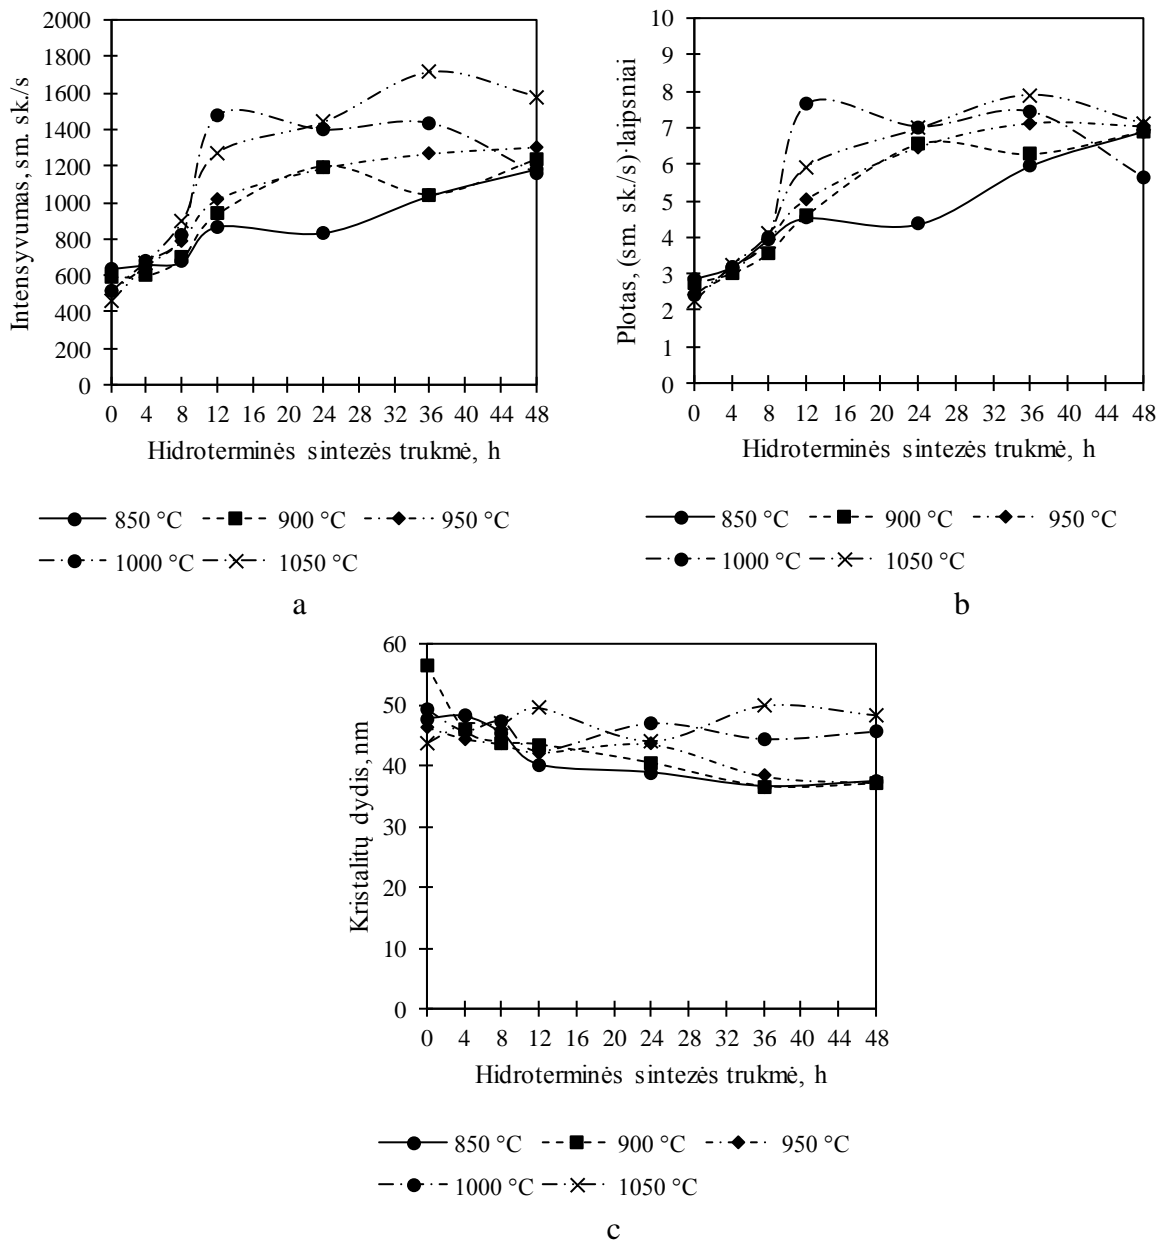 Intensyvumas, sm. sk./s
2000
1800
1600
1400
1200
1000
800
600
400
200
0
0 4 8 12 16 20 24 28 32 36 40 44 48
Hidroterminės sintezės trukmė, h
850 °C 900 °C 950 °C
1000 °C 1050 °C
a
Plotas, (sm. sk./s)·laipsniai
10
9
8
7
6
5
4
3
2
1
0
0 4 8 12 16 20 24 28 32 36 40 44 48
Hidroterminės sintezės trukmė, h
850 °C 900 °C 950 °C
1000 °C 1050 °C
b
Kristalitų dydis, nm
60
50
40
30
20
10
0
0 4 8 12 16 20 24 28 32 36 40 44 48
Hidroterminės sintezės trukmė, h
850 °C 900 °C 950 °C
1000 °C 1050 °C
c